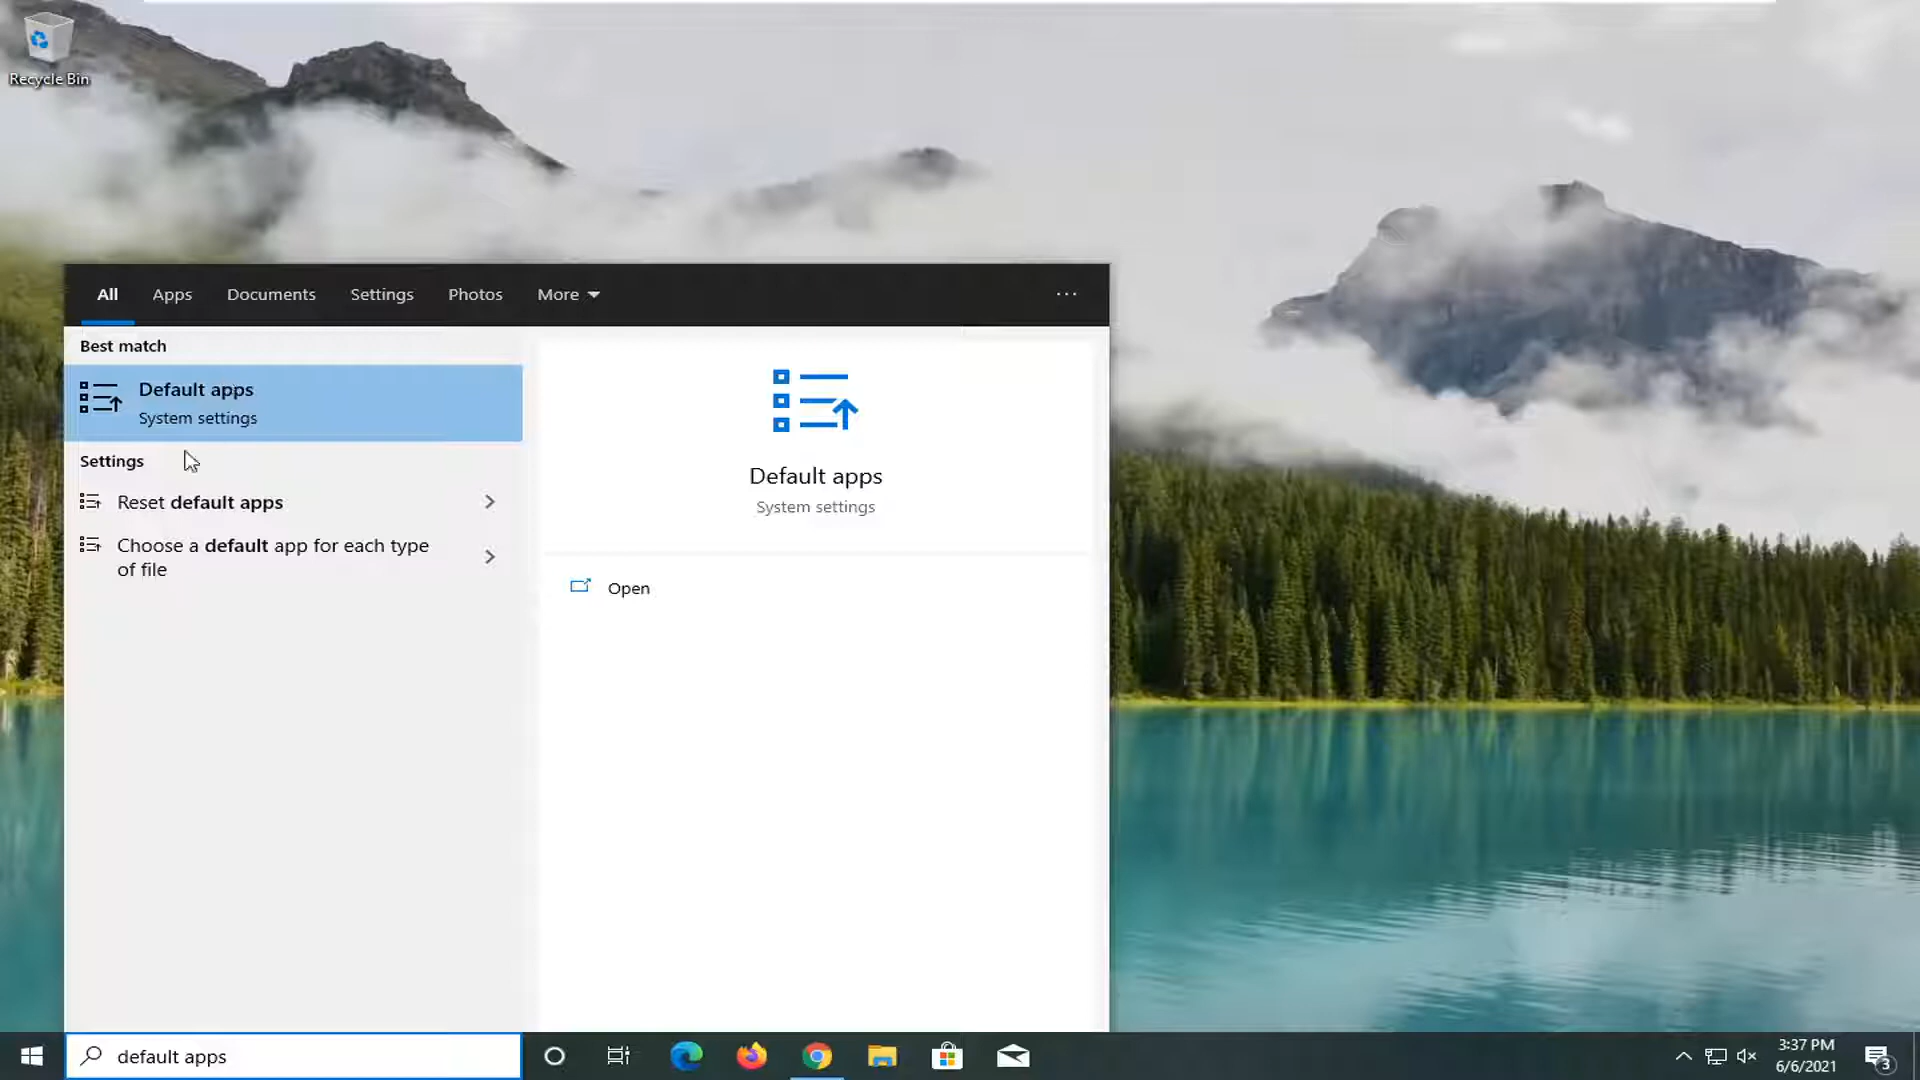 Recycle Bin
All Apps Documents Settings Photos More ...
Best match
Default apps
System settings
Settings
Reset default apps
Choose a default app for each type
of file
Default apps
System settings
Open
default apps
3:37 PM
6/6/2021
3